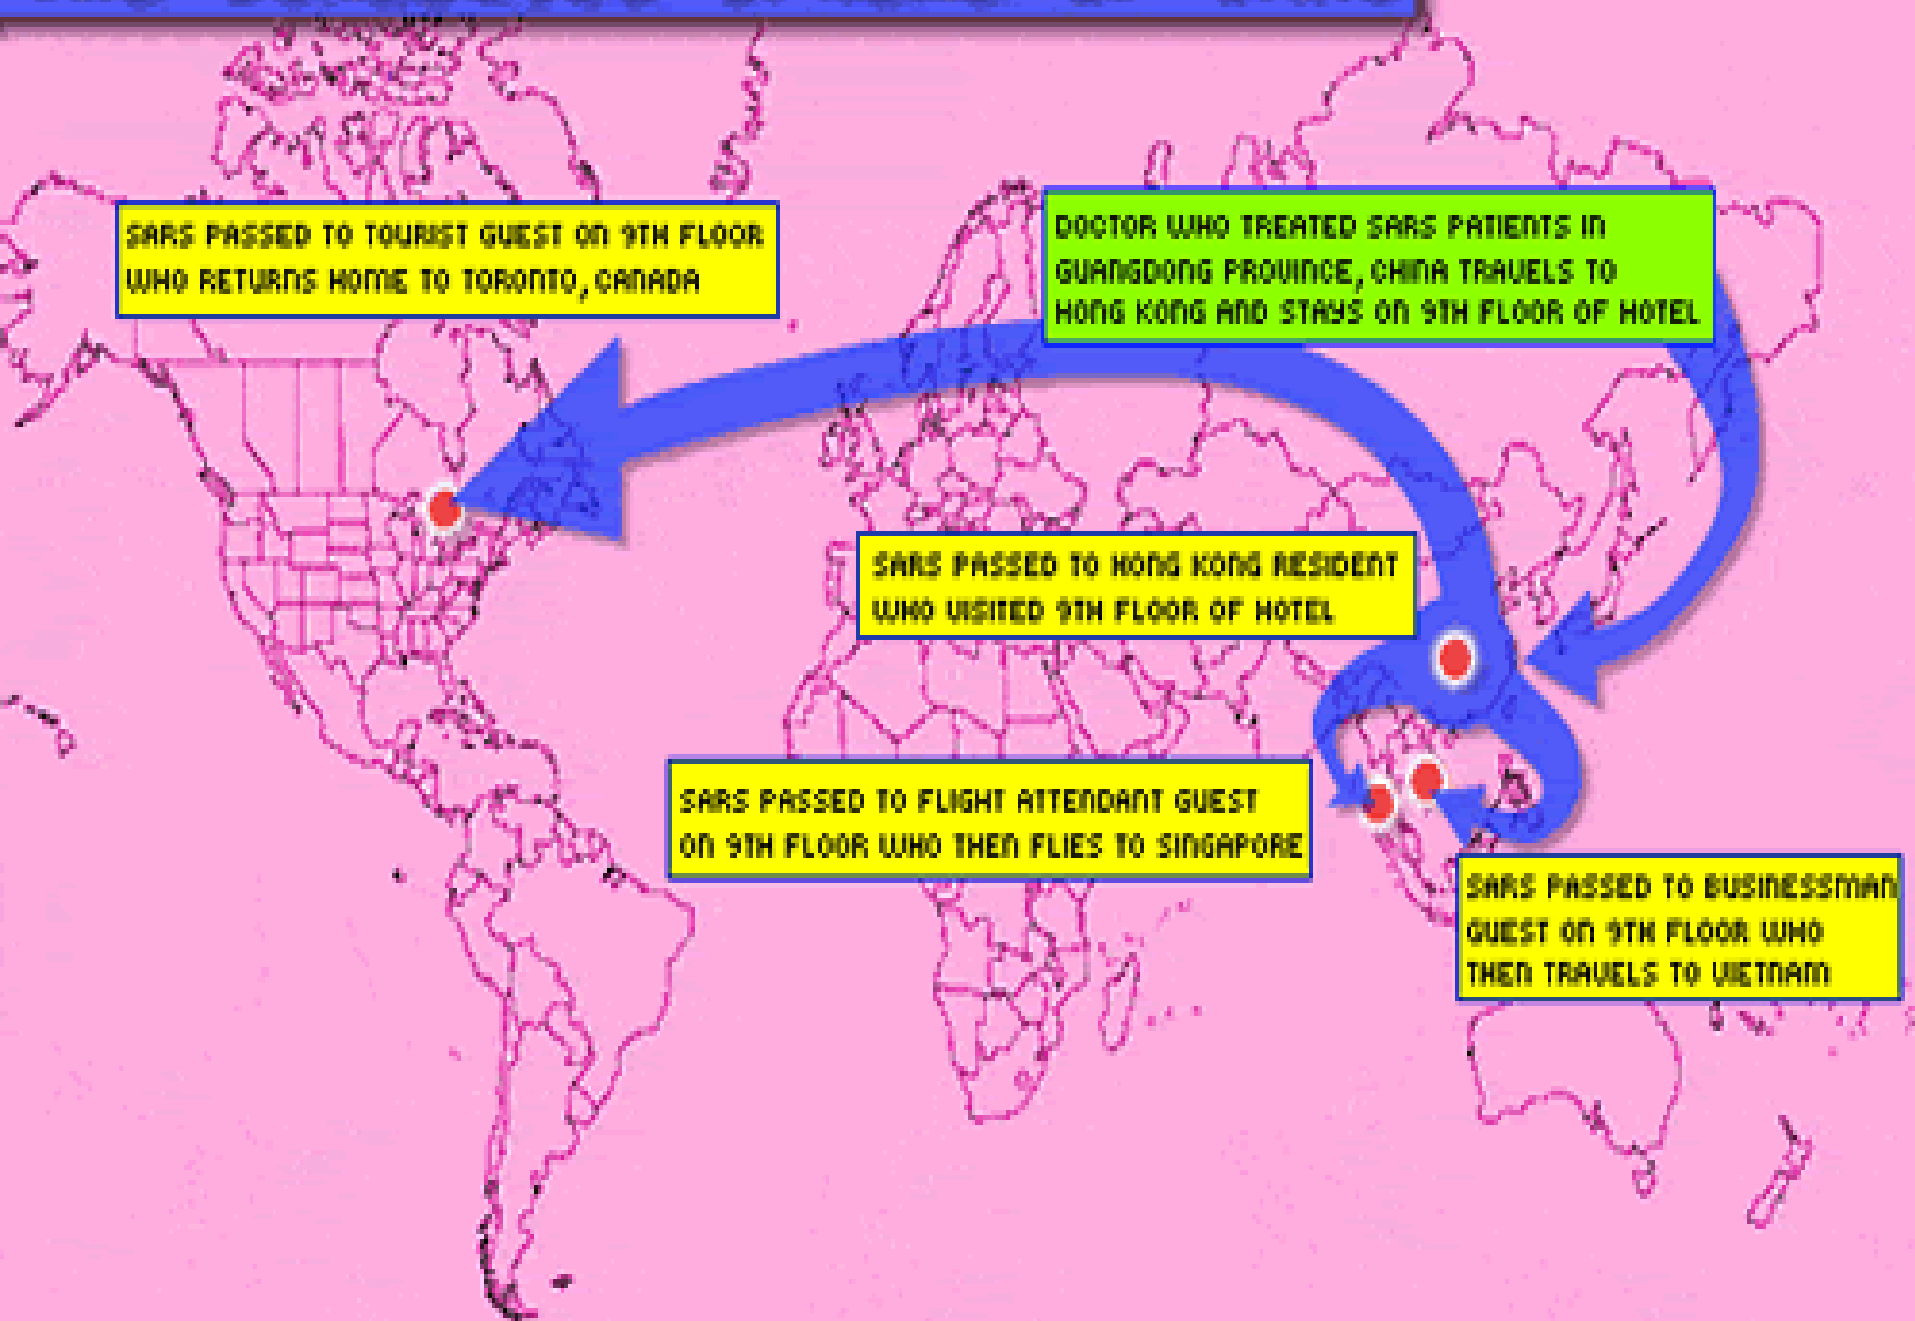 SARS PASSED TO TOURIST GUEST ON 9TH FLOOR
WHO RETURNS HOME TO TORONTO, CANADA
DOCTOR WHO TREATED SARS PATIENTS IN
GUANGDONG PROVINCE, CHINA TRAVELS TO
HONG KONG AND STAYS ON 9TH FLOOR OF HOTEL
SARS PASSED TO HONG KONG RESIDENT
WHO VISITED 9TH FLOOR OF HOTEL
SARS PASSED TO FLIGHT ATTENDANT GUEST
ON 9TH FLOOR WHO THEN FLIES TO SINGAPORE
SARS PASSED TO BUSINESSMAN
GUEST ON 9TH FLOOR WHO
THEN TRAVELS TO VIETNAM